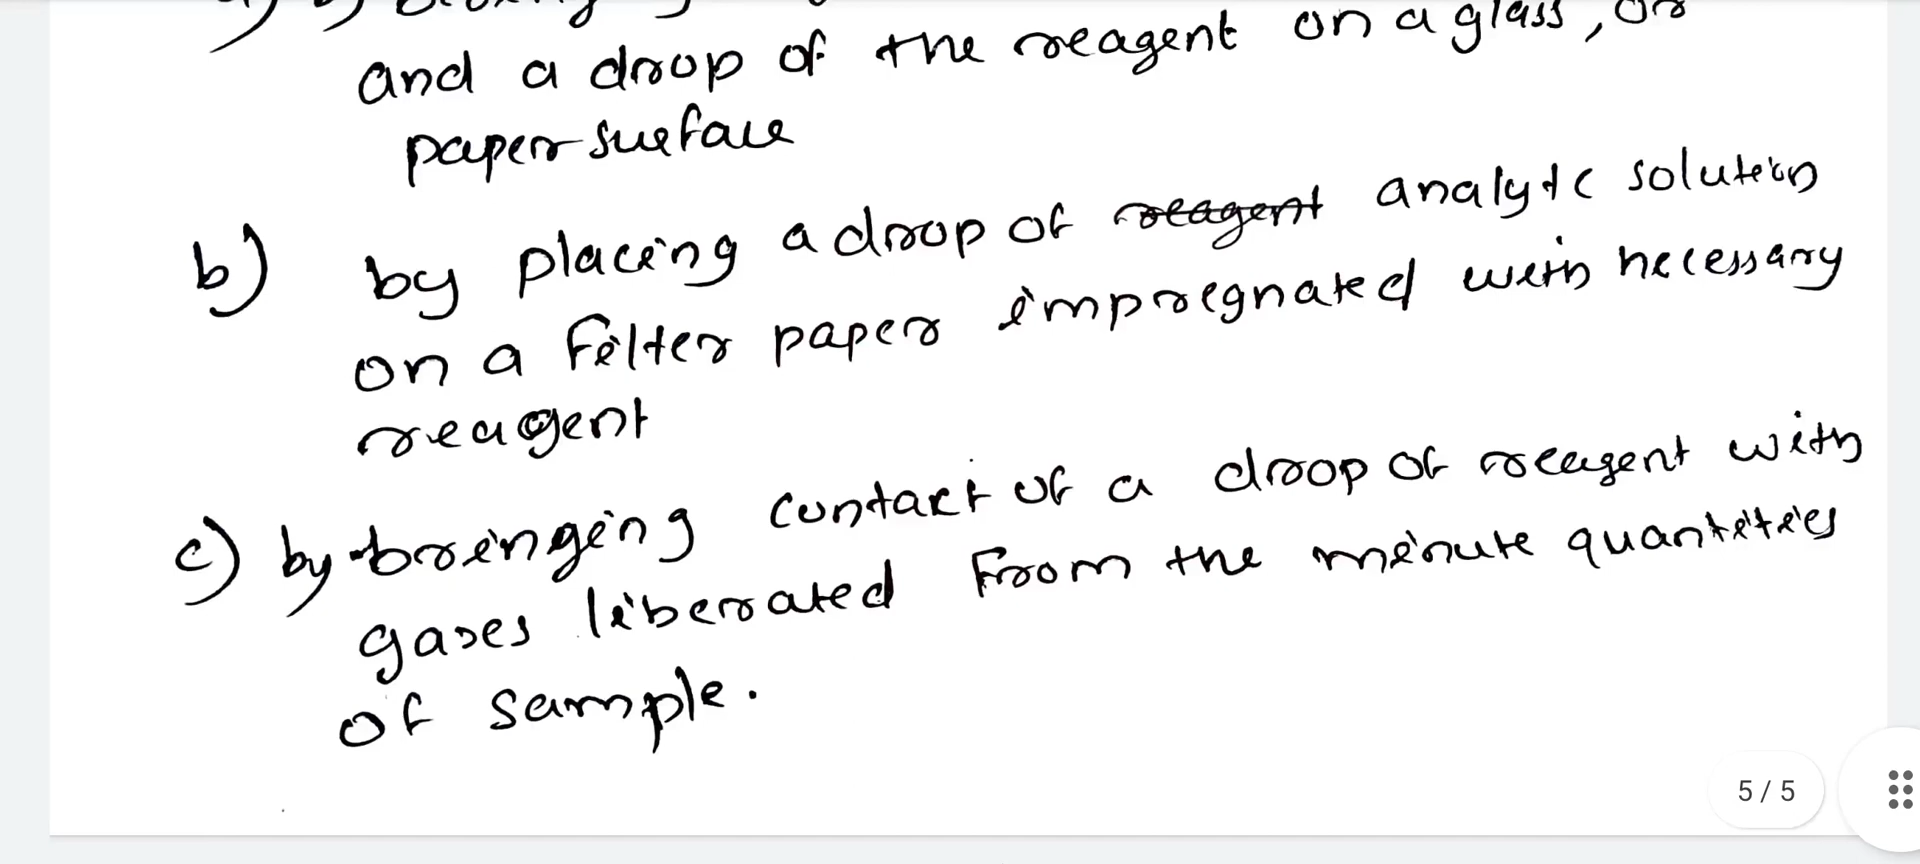 and a drop of the reagent on a glass, or
paper surface
b) by placing a drop of reagent analyte solution
on a filter paper impregnated with necessary
reagent
c) by bringing contact of a drop of reagent with
gases liberated from the minute quantities
of sample.
5 / 5